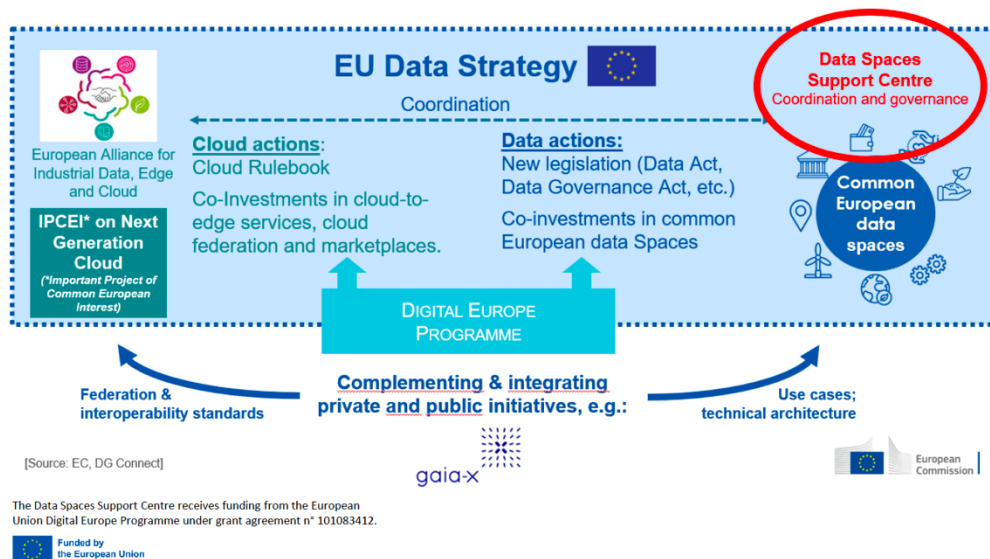 EU Data Strategy
Coordination
Data Spaces
Support Centre
Coordination and governance
European Alliance for
Industrial Data, Edge
and Cloud
IPCEI* on Next
Generation
Cloud
(*Important Project of
Common European
Interest)
Cloud actions:
Cloud Rulebook
Co-Investments in cloud-to-
edge services, cloud
federation and marketplaces.
Data actions:
New legislation (Data Act,
Data Governance Act, etc.)
Co-investments in common
European data Spaces
Common
European
data
spaces
DIGITAL EUROPE
PROGRAMME
Federation &
interoperability standards
Complementing & integrating
private and public initiatives, e.g.:
Use cases;
technical architecture
gaia-x
[Source: EC, DG Connect]
European
Commission
The Data Spaces Support Centre receives funding from the European
Union Digital Europe Programme under grant agreement n° 101083412.
Funded by
the European Union